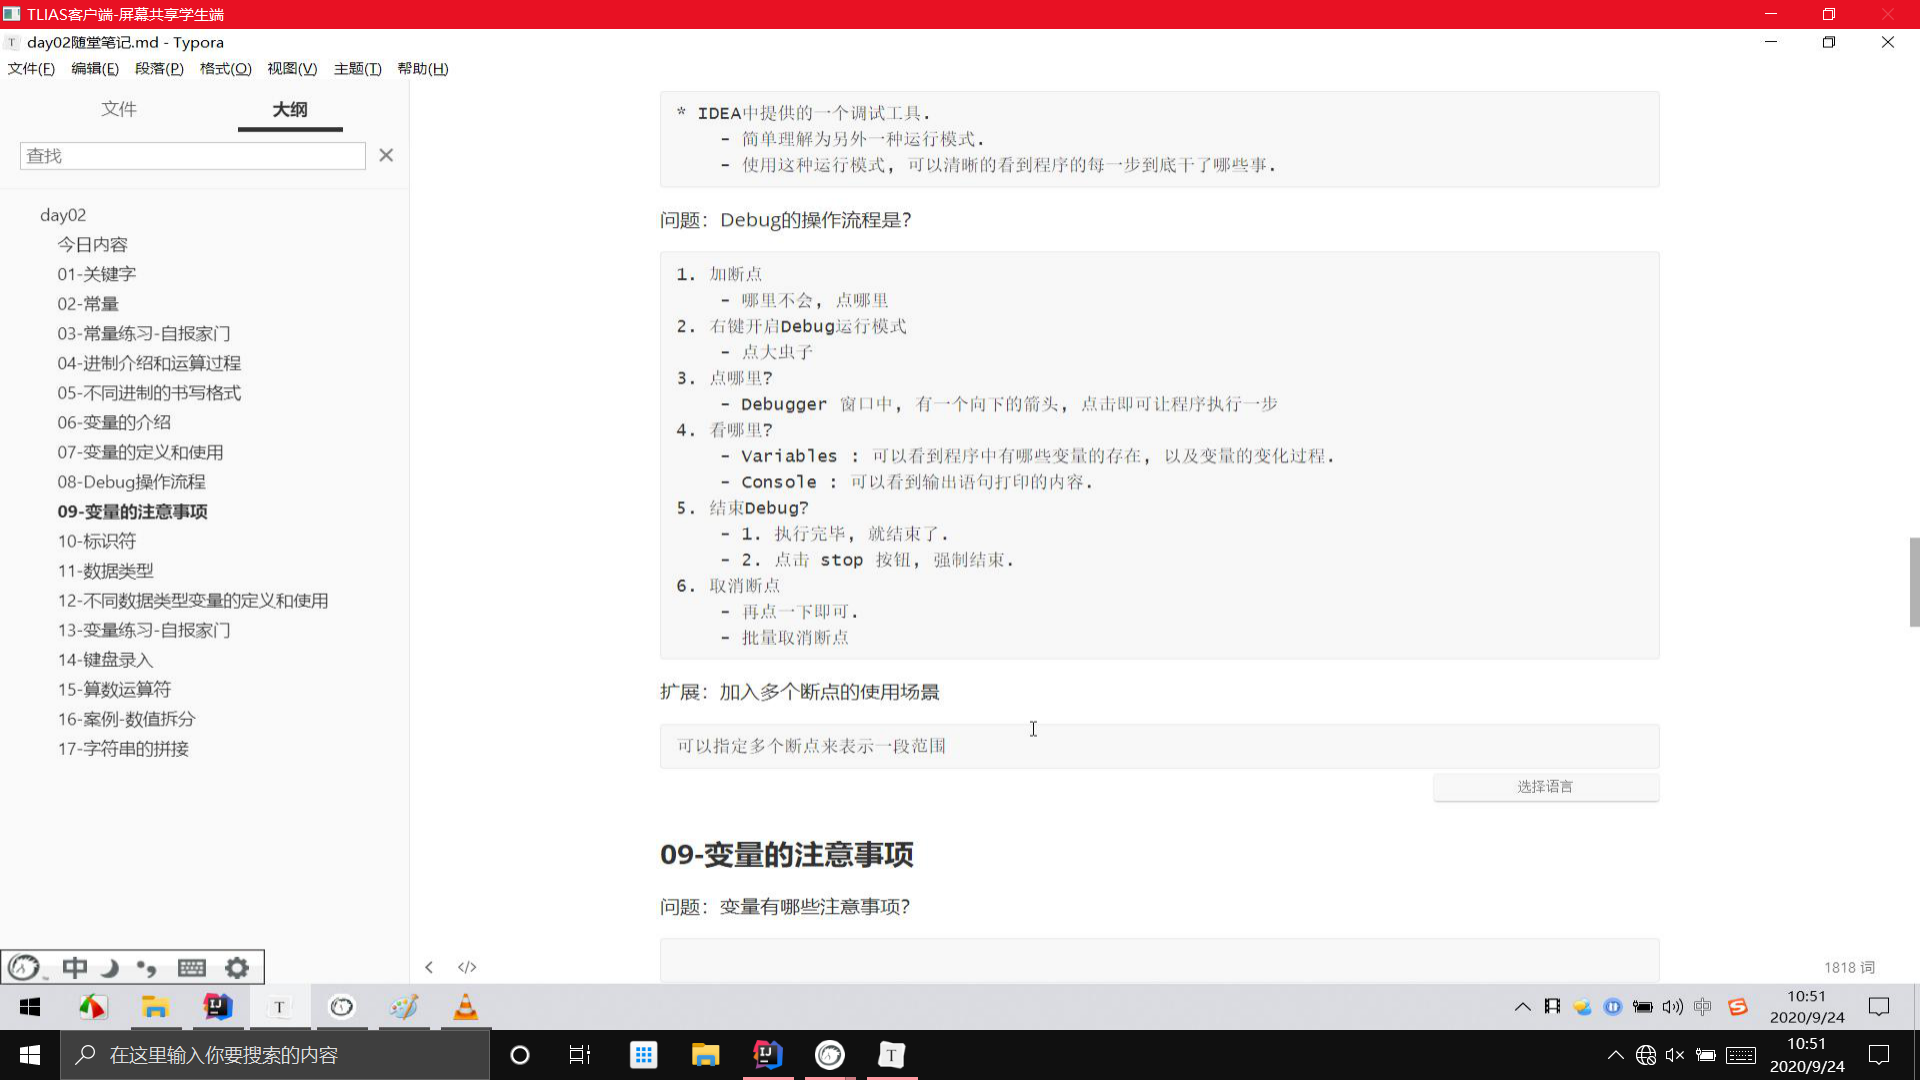 TLIAS客户端-屏幕共享学生端
day02随堂笔记.md - Typora
文件(F) 编辑(E) 段落(P) 格式(O) 视图(V) 主题(T) 帮助(H)
文件 大纲
查找
day02
今日内容
01-关键字
02-常量
03-常量练习-自报家门
04-进制介绍和运算过程
05-不同进制的书写格式
06-变量的介绍
07-变量的定义和使用
08-Debug操作流程
09-变量的注意事项
10-标识符
11-数据类型
12-不同数据类型变量的定义和使用
13-变量练习-自报家门
14-键盘录入
15-算数运算符
16-案例-数值拆分
17-字符串的拼接
* IDEA中提供的一个调试工具.
- 简单理解为另外一种运行模式.
- 使用这种运行模式, 可以清晰的看到程序的每一步到底干了哪些事.
问题：Debug的操作流程是?
1. 加断点
- 哪里不会, 点哪里
2. 右键开启Debug运行模式
- 点大虫子
3. 点哪里?
- Debugger 窗口中, 有一个向下的箭头, 点击即可让程序执行一步
4. 看哪里?
- Variables : 可以看到程序中有哪些变量的存在, 以及变量的变化过程.
- Console : 可以看到输出语句打印的内容.
5. 结束Debug?
- 1. 执行完毕, 就结束了.
- 2. 点击 stop 按钮, 强制结束.
6. 取消断点
- 再点一下即可.
- 批量取消断点
扩展：加入多个断点的使用场景
可以指定多个断点来表示一段范围
选择语言
09-变量的注意事项
问题：变量有哪些注意事项?
中
</>
1818 词
T
中
10:51
2020/9/24
在这里输入你要搜索的内容
T
10:51
2020/9/24